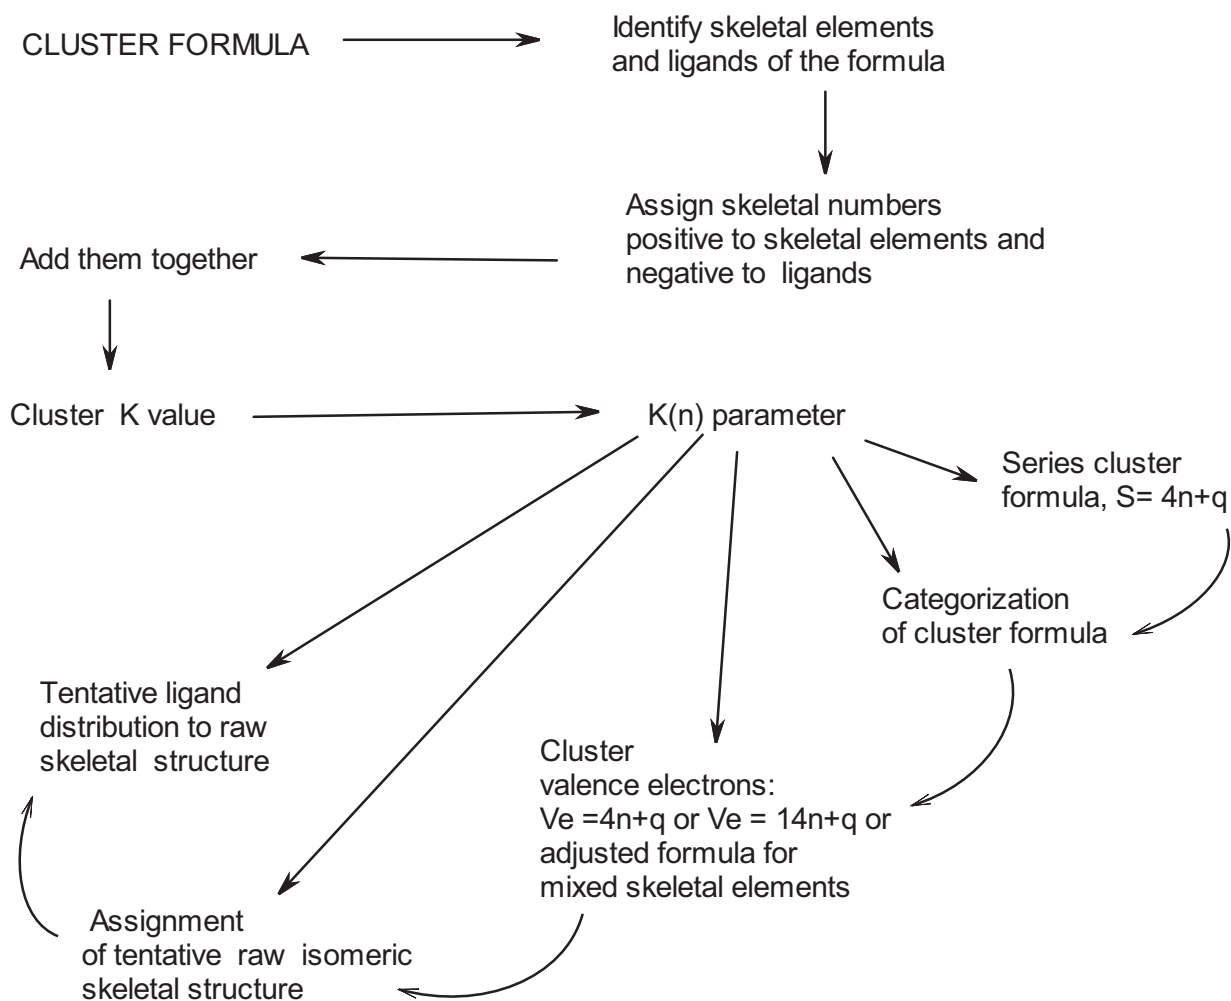 CLUSTER FORMULA
Identify skeletal elements
and ligands of the formula
Assign skeletal numbers
positive to skeletal elements and
negative to ligands
Add them together
Cluster K value
K(n) parameter
Series cluster
formula, S= 4n+q
Categorization
of cluster formula
Cluster
valence electrons:
Ve =4n+q or Ve = 14n+q or
adjusted formula for
mixed skeletal elements
Assignment
of tentative raw isomeric
skeletal structure
Tentative ligand
distribution to raw
skeletal structure